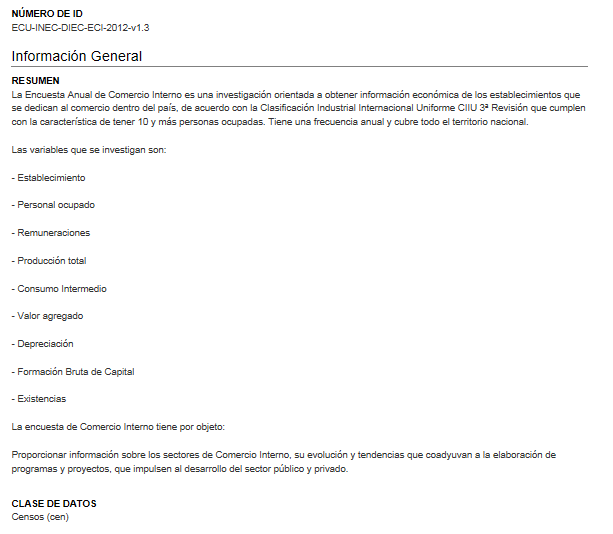 NÚMERO DE ID
ECU-INEC-DIEC-ECI-2012-v1.3
Información General
RESUMEN
La Encuesta Anual de Comercio Interno es una investigación orientada a obtener información económica de los establecimientos que
se dedican al comercio dentro del país, de acuerdo con la Clasificación Industrial Internacional Uniforme CIIU 3ª Revisión que cumplen
con la característica de tener 10 y más personas ocupadas. Tiene una frecuencia anual y cubre todo el territorio nacional.
Las variables que se investigan son:
- Establecimiento
- Personal ocupado
- Remuneraciones
- Producción total
- Consumo Intermedio
- Valor agregado
- Depreciación
- Formación Bruta de Capital
- Existencias
La encuesta de Comercio Interno tiene por objeto:
Proporcionar información sobre los sectores de Comercio Interno, su evolución y tendencias que coadyuvan a la elaboración de
programas y proyectos, que impulsen al desarrollo del sector público y privado.
CLASE DE DATOS
Censos (cen)